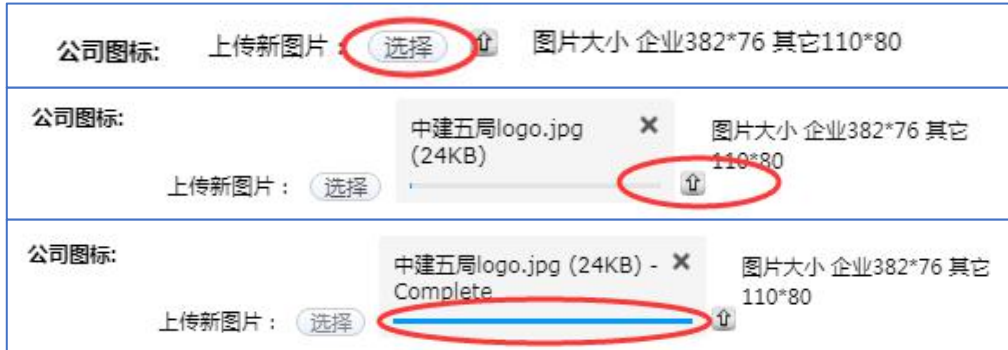 公司图标: 上传新图片： 选择 图片大小 企业382*76 其它110*80
公司图标:
中建五局logo.jpg
(24KB)
图片大小 企业382*76 其它
110*80
上传新图片： 选择
公司图标:
中建五局logo.jpg (24KB) -
Complete
图片大小 企业382*76 其它
110*80
上传新图片： 选择